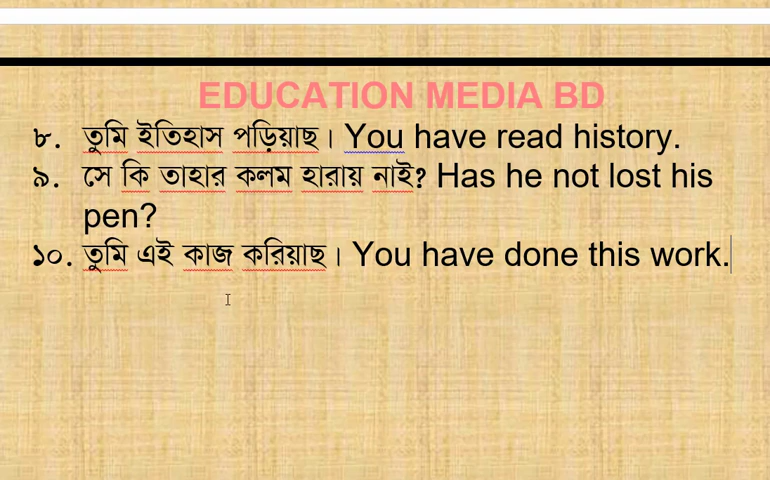 EDUCATION MEDIA BD
৮. তুমি ইতিহাস পড়িয়াছ। You have read history.
৯. সে কি তাহার কলম হারায় নাই? Has he not lost his
pen?
১০. তুমি এই কাজ করিয়াছ। You have done this work.